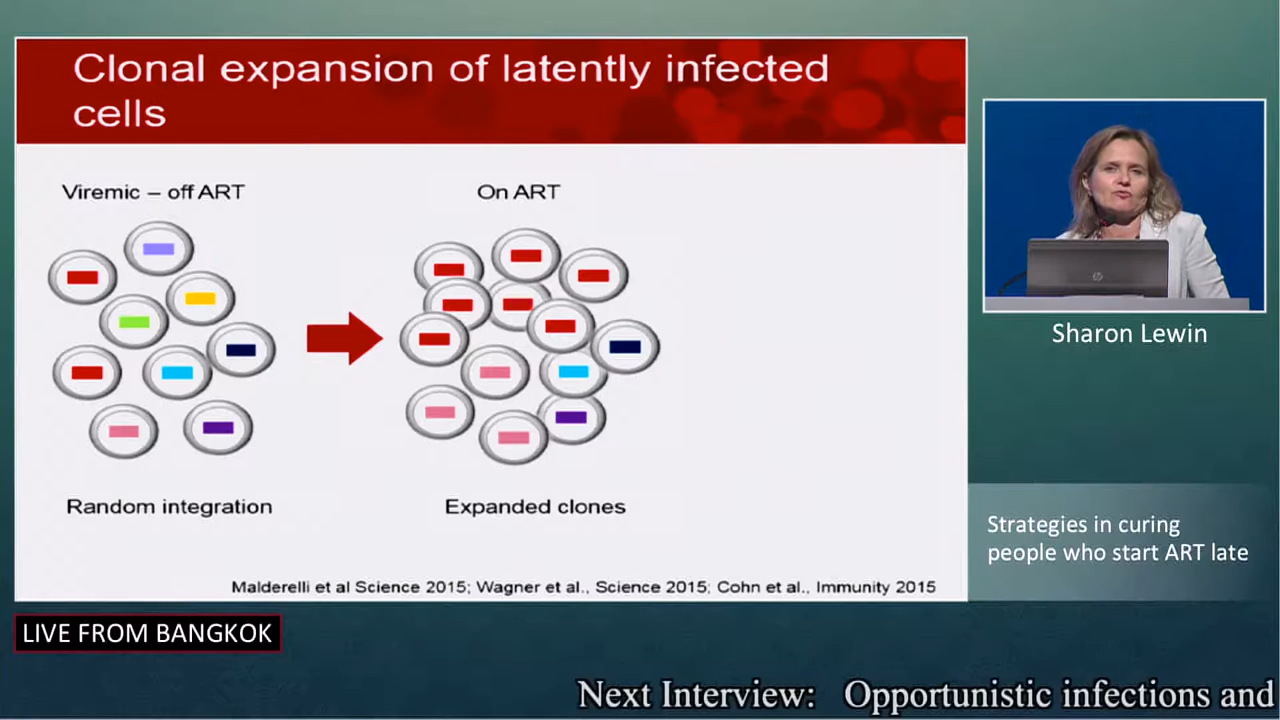 Clonal expansion of latently infected
cells
Viremic – off ART
On ART
Random integration
Expanded clones
Malderelli et al Science 2015; Wagner et al., Science 2015; Cohn et al., Immunity 2015
Sharon Lewin
Strategies in curing
people who start ART late
LIVE FROM BANGKOK
Next Interview: Opportunistic infections and